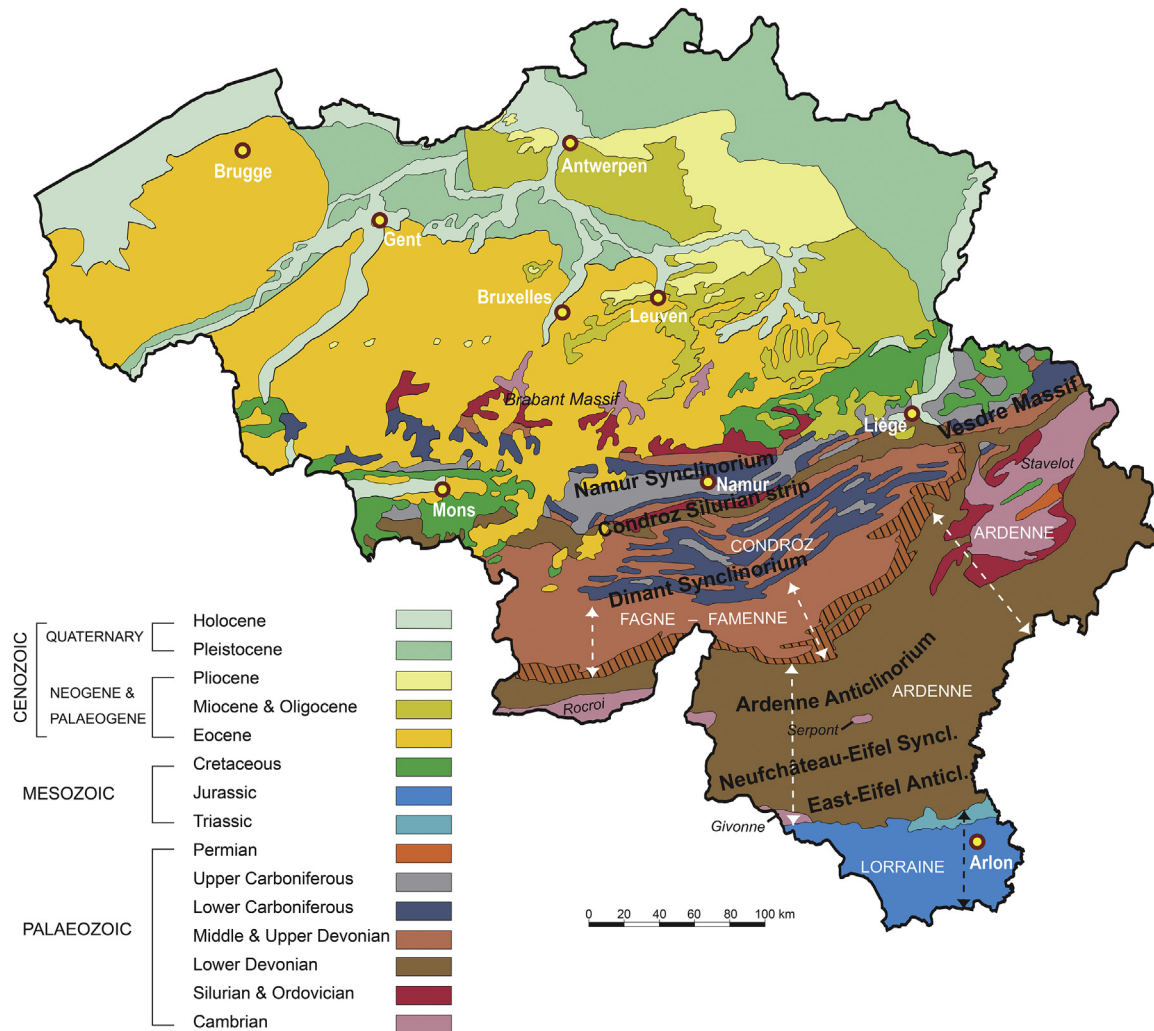 Brugge
Antwerpen
Gent
Bruxelles
Leuven
Brabant Massif
Liégé
Vesdre Massif
Stavelot
Namur Synclinorium
Namur
Mons
Condroz Silurian strip
CONDROZ
ARDENNE
Dinant Synclinorium
FAGNE – FAMENNE
Ardenne Anticlinorium
ARDENNE
Rocroi
Serpont
Neufchâteau-Eifel Syncl.
East-Eifel Anticl.
Givonne
LORRAINE
Arlon
0 20 40 60 80 100 km
CENOZOIC
QUATERNARY
Holocene
Pleistocene
NEOGENE &
PALAEOGENE
Pliocene
Miocene & Oligocene
Eocene
MESOZOIC
Cretaceous
Jurassic
Triassic
PALAEOZOIC
Permian
Upper Carboniferous
Lower Carboniferous
Middle & Upper Devonian
Lower Devonian
Silurian & Ordovician
Cambrian